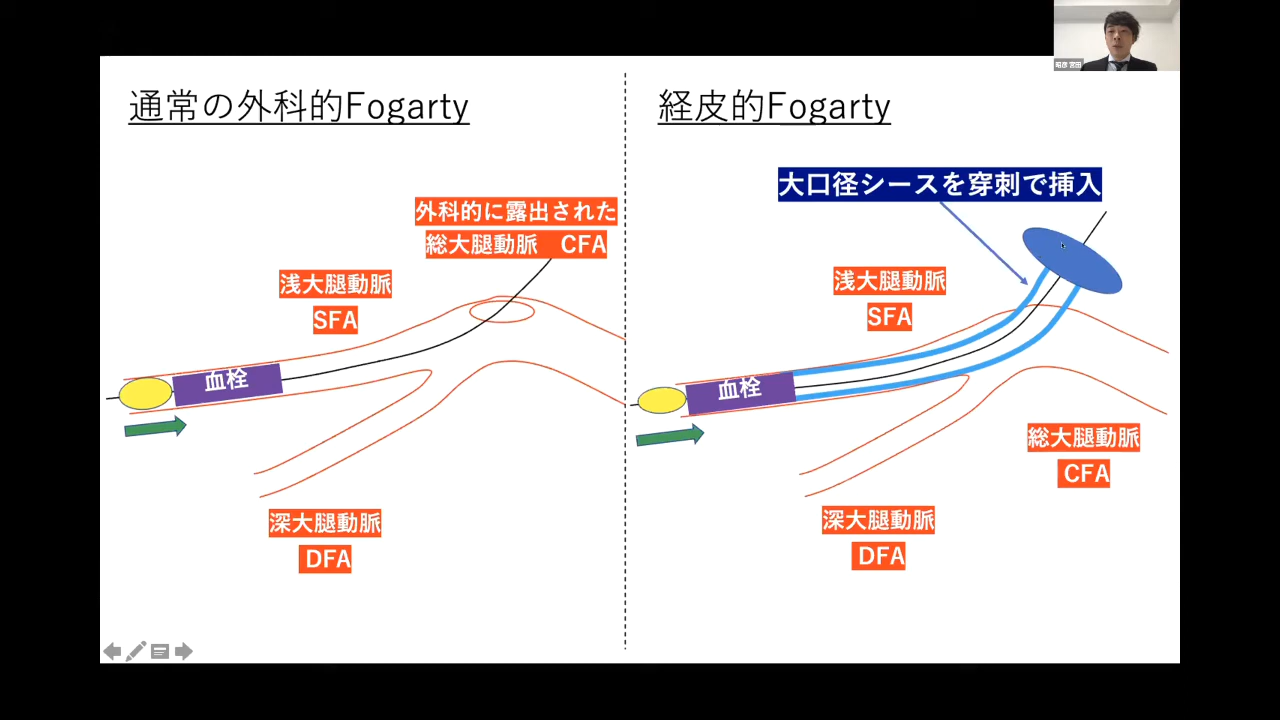 通常の外科的Fogarty
外科的に露出された
総大腿動脈　CFA
浅大腿動脈
SFA
血栓
深大腿動脈
DFA
経皮的Fogarty
大口径シースを穿刺で挿入
浅大腿動脈
SFA
血栓
総大腿動脈
CFA
深大腿動脈
DFA